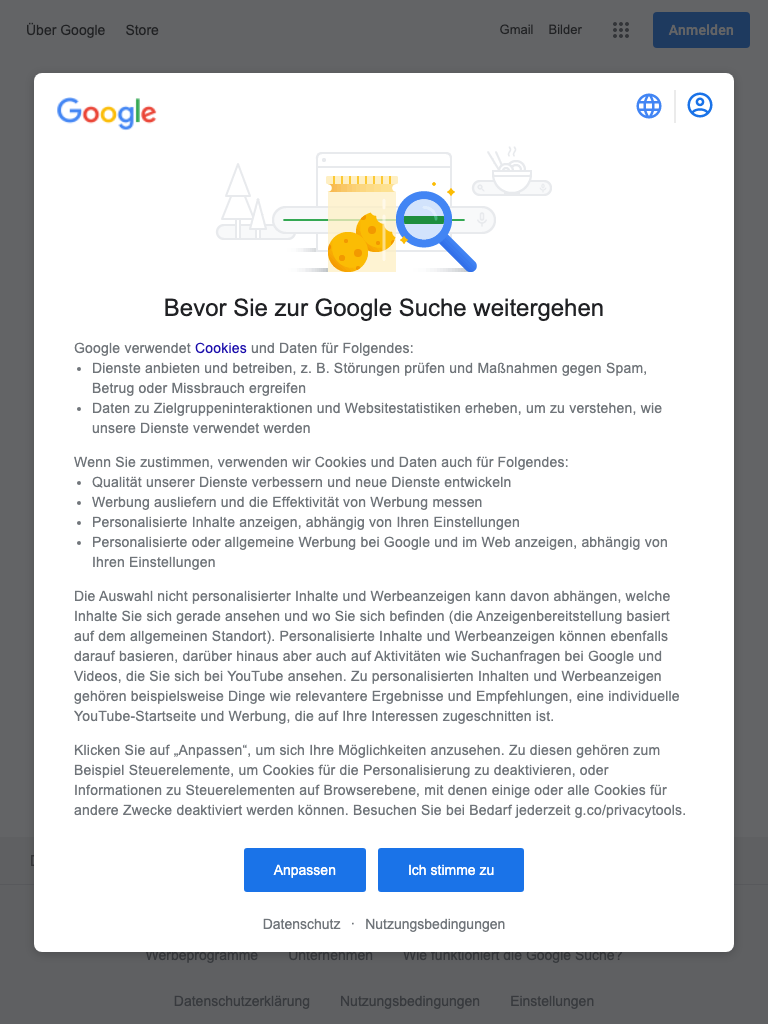 Über Google Store Gmail Bilder Anmelden
Google
Bevor Sie zur Google Suche weitergehen
Google verwendet Cookies und Daten für Folgendes:
• Dienste anbieten und betreiben, z. B. Störungen prüfen und Maßnahmen gegen Spam,
Betrug oder Missbrauch ergreifen
• Daten zu Zielgruppeninteraktionen und Websitestatistiken erheben, um zu verstehen, wie
unsere Dienste verwendet werden
Wenn Sie zustimmen, verwenden wir Cookies und Daten auch für Folgendes:
• Qualität unserer Dienste verbessern und neue Dienste entwickeln
• Werbung ausliefern und die Effektivität von Werbung messen
• Personalisierte Inhalte anzeigen, abhängig von Ihren Einstellungen
• Personalisierte oder allgemeine Werbung bei Google und im Web anzeigen, abhängig von
Ihren Einstellungen
Die Auswahl nicht personalisierter Inhalte und Werbeanzeigen kann davon abhängen, welche
Inhalte Sie sich gerade ansehen und wo Sie sich befinden (die Anzeigenbereitstellung basiert
auf dem allgemeinen Standort). Personalisierte Inhalte und Werbeanzeigen können ebenfalls
darauf basieren, darüber hinaus aber auch auf Aktivitäten wie Suchanfragen bei Google und
Videos, die Sie sich bei YouTube ansehen. Zu personalisierten Inhalten und Werbeanzeigen
gehören beispielsweise Dinge wie relevantere Ergebnisse und Empfehlungen, eine individuelle
YouTube-Startseite und Werbung, die auf Ihre Interessen zugeschnitten ist.
Klicken Sie auf „Anpassen“, um sich Ihre Möglichkeiten anzusehen. Zu diesen gehören zum
Beispiel Steuerelemente, um Cookies für die Personalisierung zu deaktivieren, oder
Informationen zu Steuerelementen auf Browserebene, mit denen einige oder alle Cookies für
andere Zwecke deaktiviert werden können. Besuchen Sie bei Bedarf jederzeit g.co/privacytools.
Anpassen Ich stimme zu
Datenschutz · Nutzungsbedingungen
Werbeprogramme Unternehmen Wie funktioniert die Google Suche?
Datenschutzerklärung Nutzungsbedingungen Einstellungen